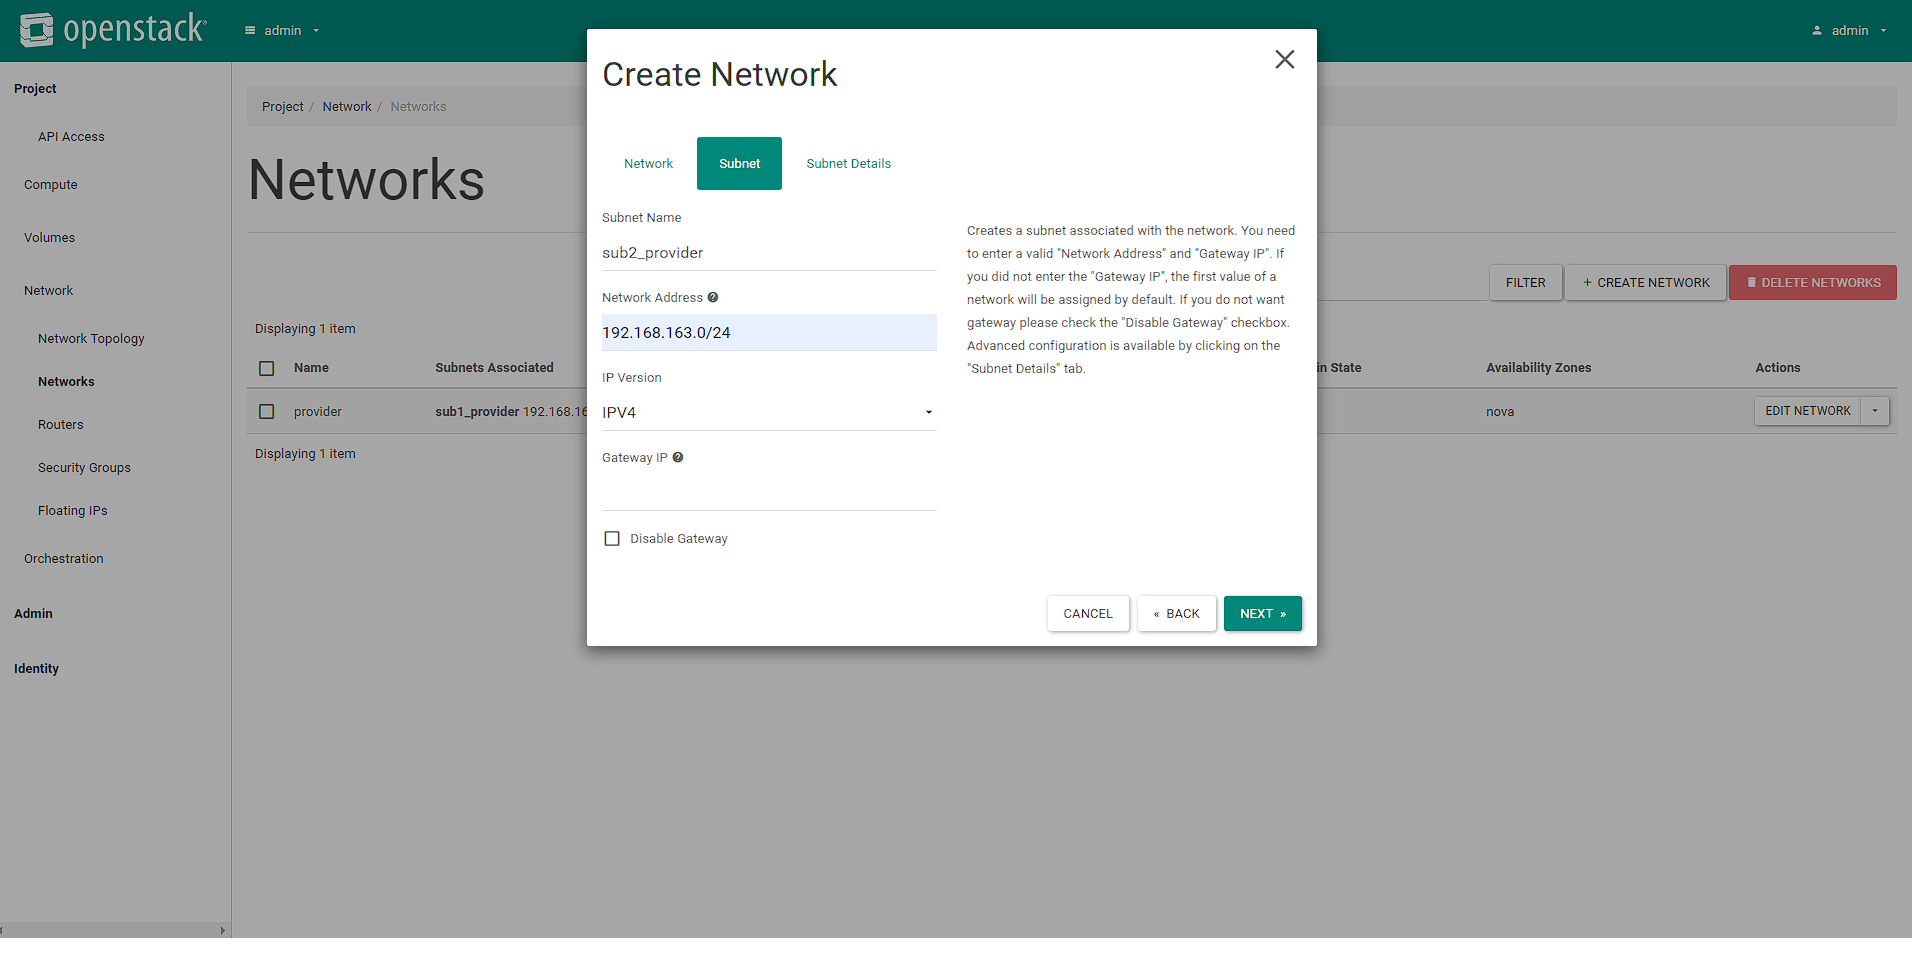 openstack
admin
admin
Project
API Access
Compute
Volumes
Network
Network Topology
Networks
Routers
Security Groups
Floating IPs
Orchestration
Admin
Identity
Project / Network / Networks
Networks
FILTER
+ CREATE NETWORK
DELETE NETWORKS
Displaying 1 item
Name Subnets Associated in State Availability Zones Actions
provider sub1_provider 192.168.16 nova EDIT NETWORK
Displaying 1 item
Create Network
Network
Subnet
Subnet Details
Subnet Name
sub2_provider
Network Address
192.168.163.0/24
IP Version
IPV4
Gateway IP
Disable Gateway
Creates a subnet associated with the network. You need
to enter a valid "Network Address" and "Gateway IP". If
you did not enter the "Gateway IP", the first value of a
network will be assigned by default. If you do not want
gateway please check the "Disable Gateway" checkbox.
Advanced configuration is available by clicking on the
"Subnet Details" tab.
CANCEL
« BACK
NEXT »